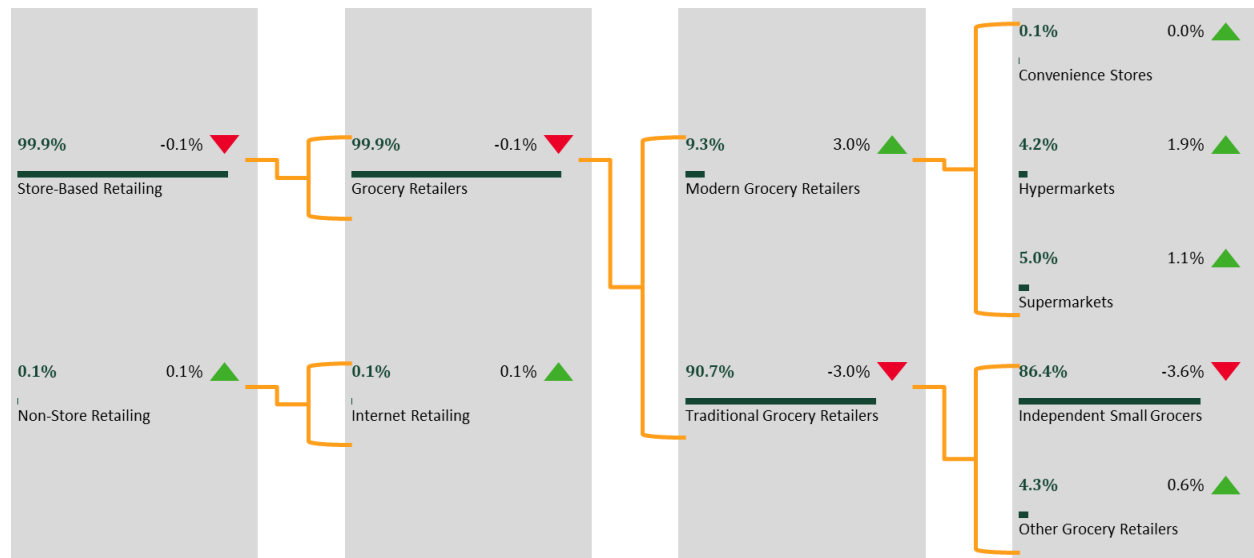 99.9% -0.1%
Store-Based Retailing
0.1% 0.1%
Non-Store Retailing
99.9% -0.1%
Grocery Retailers
0.1% 0.1%
Internet Retailing
9.3% 3.0%
Modern Grocery Retailers
90.7% -3.0%
Traditional Grocery Retailers
0.1% 0.0%
Convenience Stores
4.2% 1.9%
Hypermarkets
5.0% 1.1%
Supermarkets
86.4% -3.6%
Independent Small Grocers
4.3% 0.6%
Other Grocery Retailers